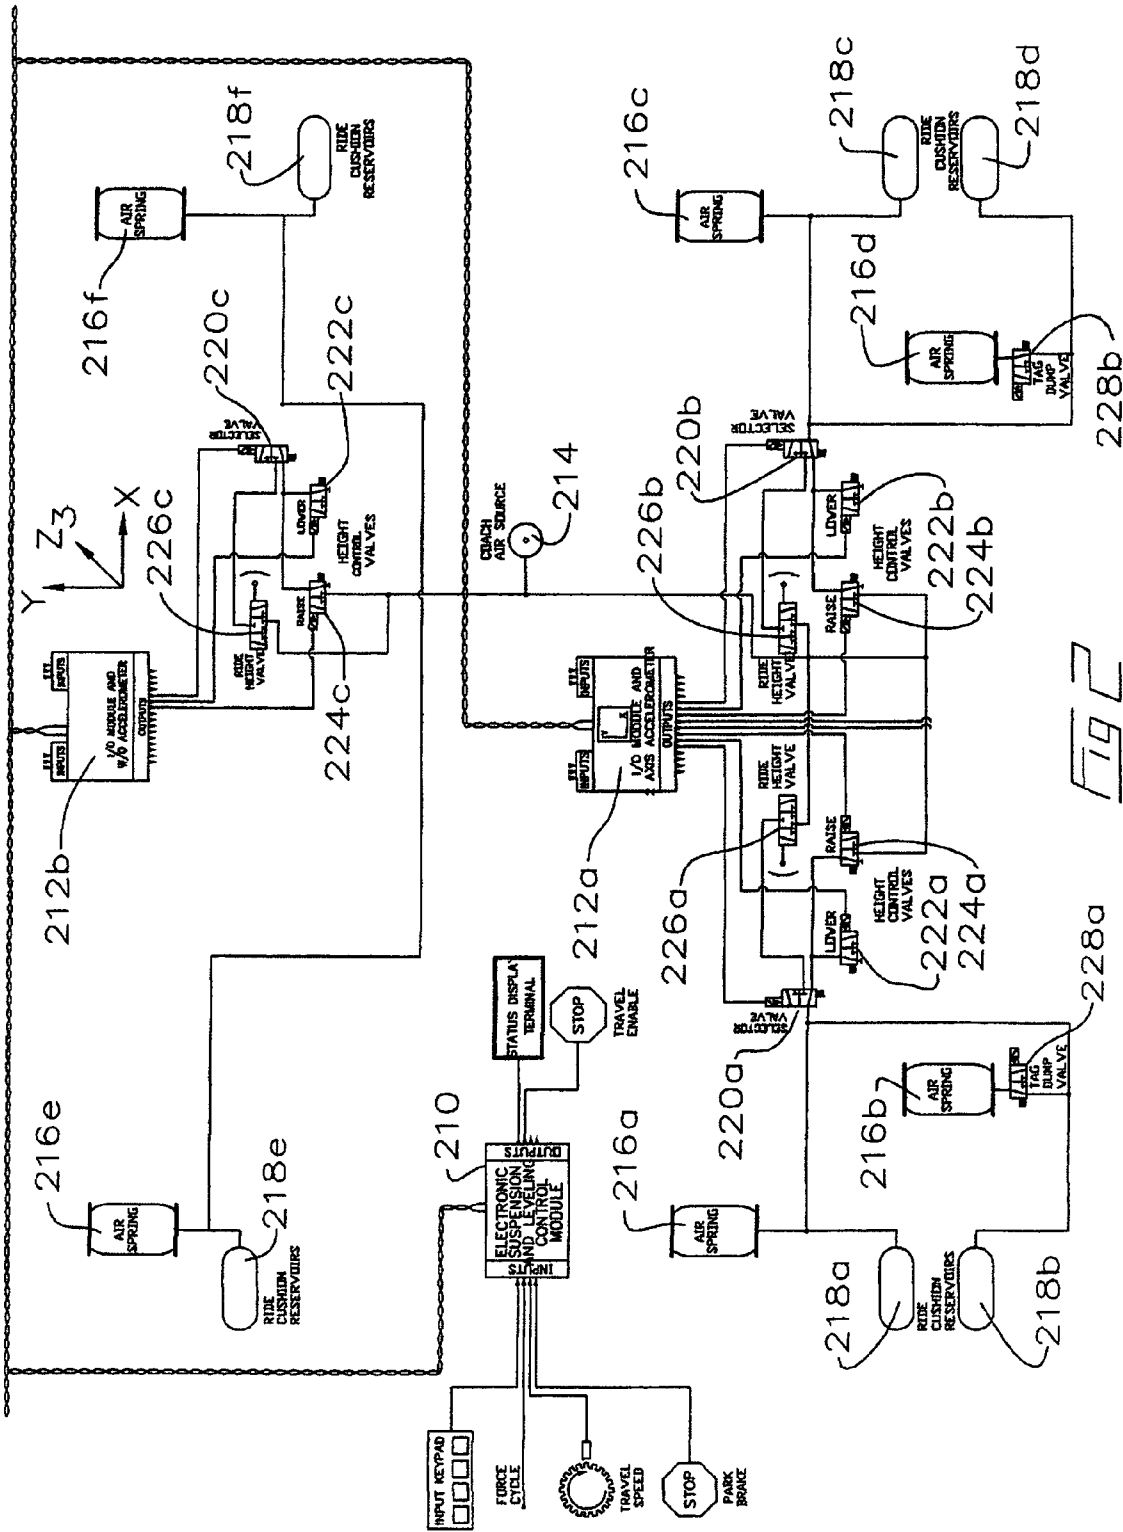 216e
AIR
SPRING
218e
RIDE
CUSHION
RESERVOIRS
212b
INPUTS
INPUTS
I/O MODULE AND
W/O ACCELEROMETER
OUTPUTS
Y
Z
3
X
226c
RIDE
HEIGHT
VALVE
224c
RAISE
LOWER
HEIGHT
CONTROL
VALVES
SELECTOR
VALVE
220c
222c
216f
AIR
SPRING
218f
RIDE
CUSHION
RESERVOIRS
INPUT KEYPAD
FORCE
CYCLE
TRAVEL
SPEED
STOP
PARK
BRAKE
210
INPUTS
ELECTRONIC
SUSPENSION
AND LEVELING
CONTROL
MODULE
OUTPUTS
STATUS DISPLAY
TERMINAL
STOP
TRAVEL
ENABLE
COACH
AIR SOURCE
214
212a
INPUTS
INPUTS
Y
X
I/O MODULE AND
2 AXIS ACCELEROMETER
OUTPUTS
216a
AIR
SPRING
218a
RIDE
CUSHION
RESERVOIRS
218b
216b
AIR
SPRING
TAG
DUMP
VALVE
228a
220a
SELECTOR
VALVE
226a
RIDE
HEIGHT
VALVE
LOWER
RAISE
HEIGHT
CONTROL
VALVES
222a
224a
226b
RIDE
HEIGHT
VALVE
RAISE
LOWER
HEIGHT
CONTROL
VALVES
224b
222b
220b
SELECTOR
VALVE
216c
AIR
SPRING
216d
AIR
SPRING
TAG
DUMP
VALVE
228b
218c
RIDE
CUSHION
RESERVOIRS
218d
Fig 2